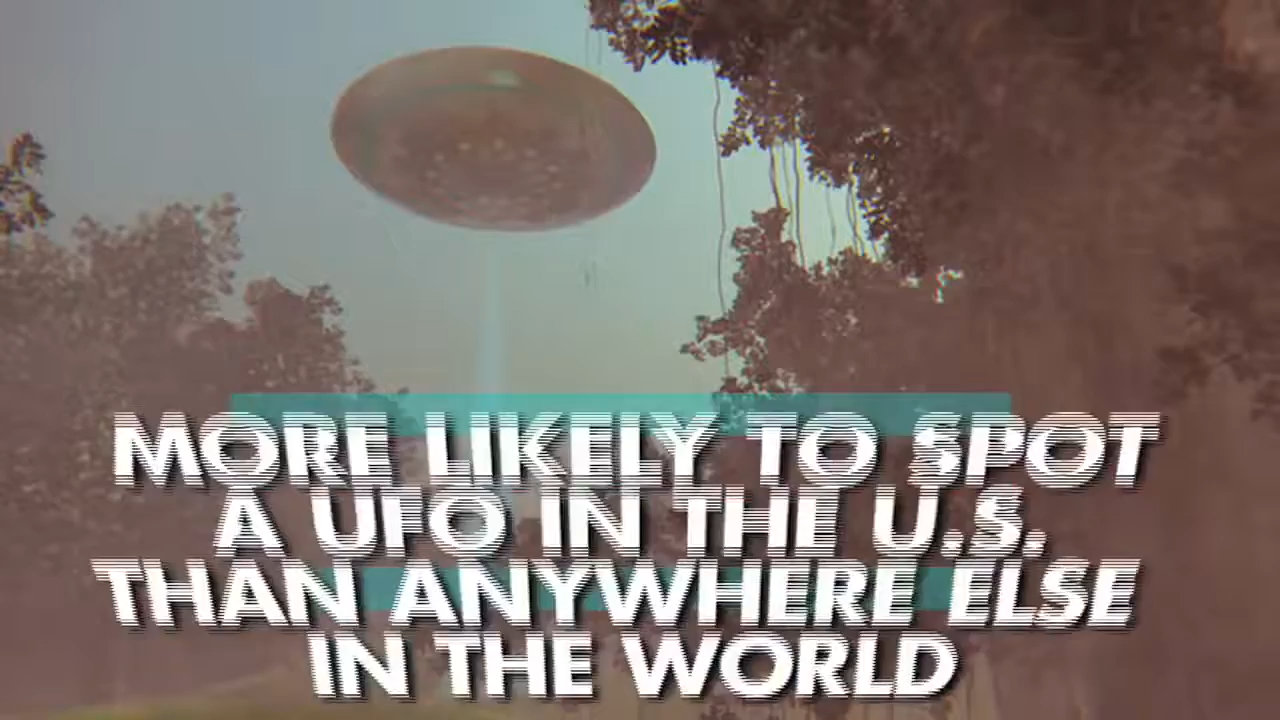 MORE LIKELY TO SPOT
A UFO IN THE U.S.
THAN ANYWHERE ELSE
IN THE WORLD